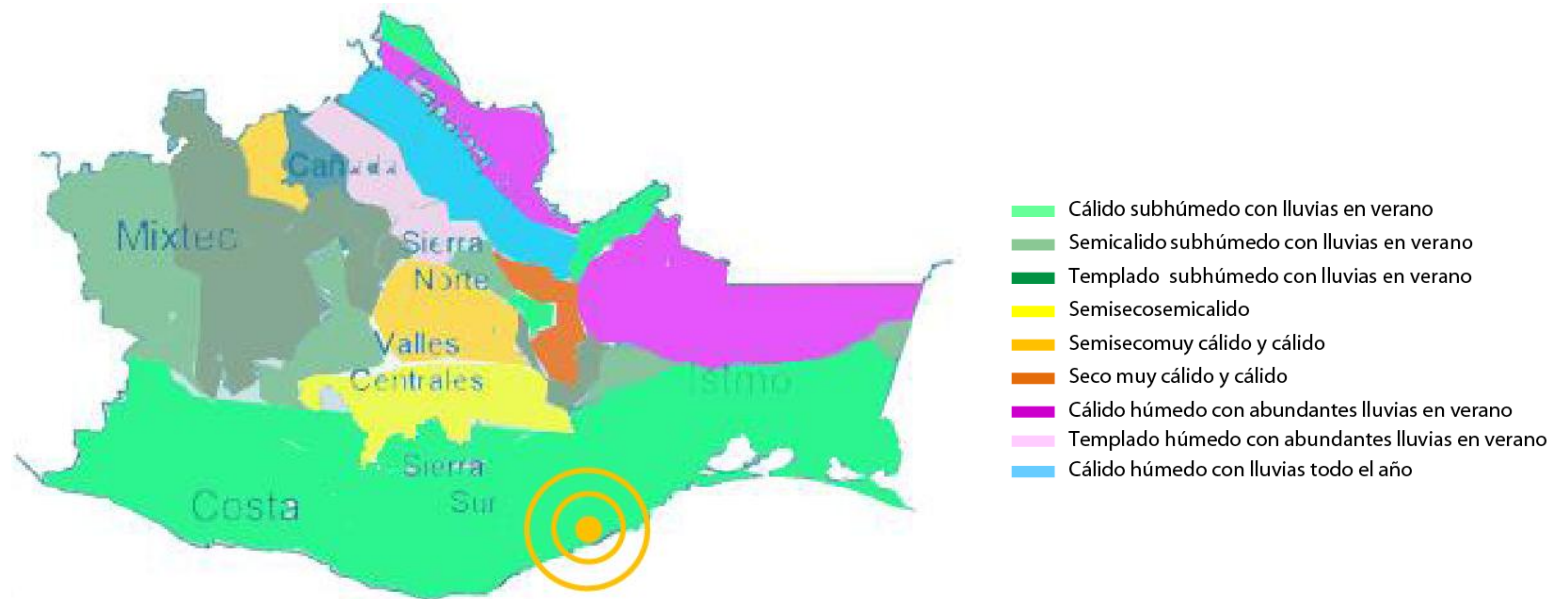 Cañada
Mixtec
Sierra
Norte
Valles
Centrales
Istmo
Sierra
Sur
Costa
Cálido subhúmedo con lluvias en verano
Semicalido subhúmedo con lluvias en verano
Templado subhúmedo con lluvias en verano
Semisecosemicalido
Semisecomuy cálido y cálido
Seco muy cálido y cálido
Cálido húmedo con abundantes lluvias en verano
Templado húmedo con abundantes lluvias en verano
Cálido húmedo con lluvias todo el año